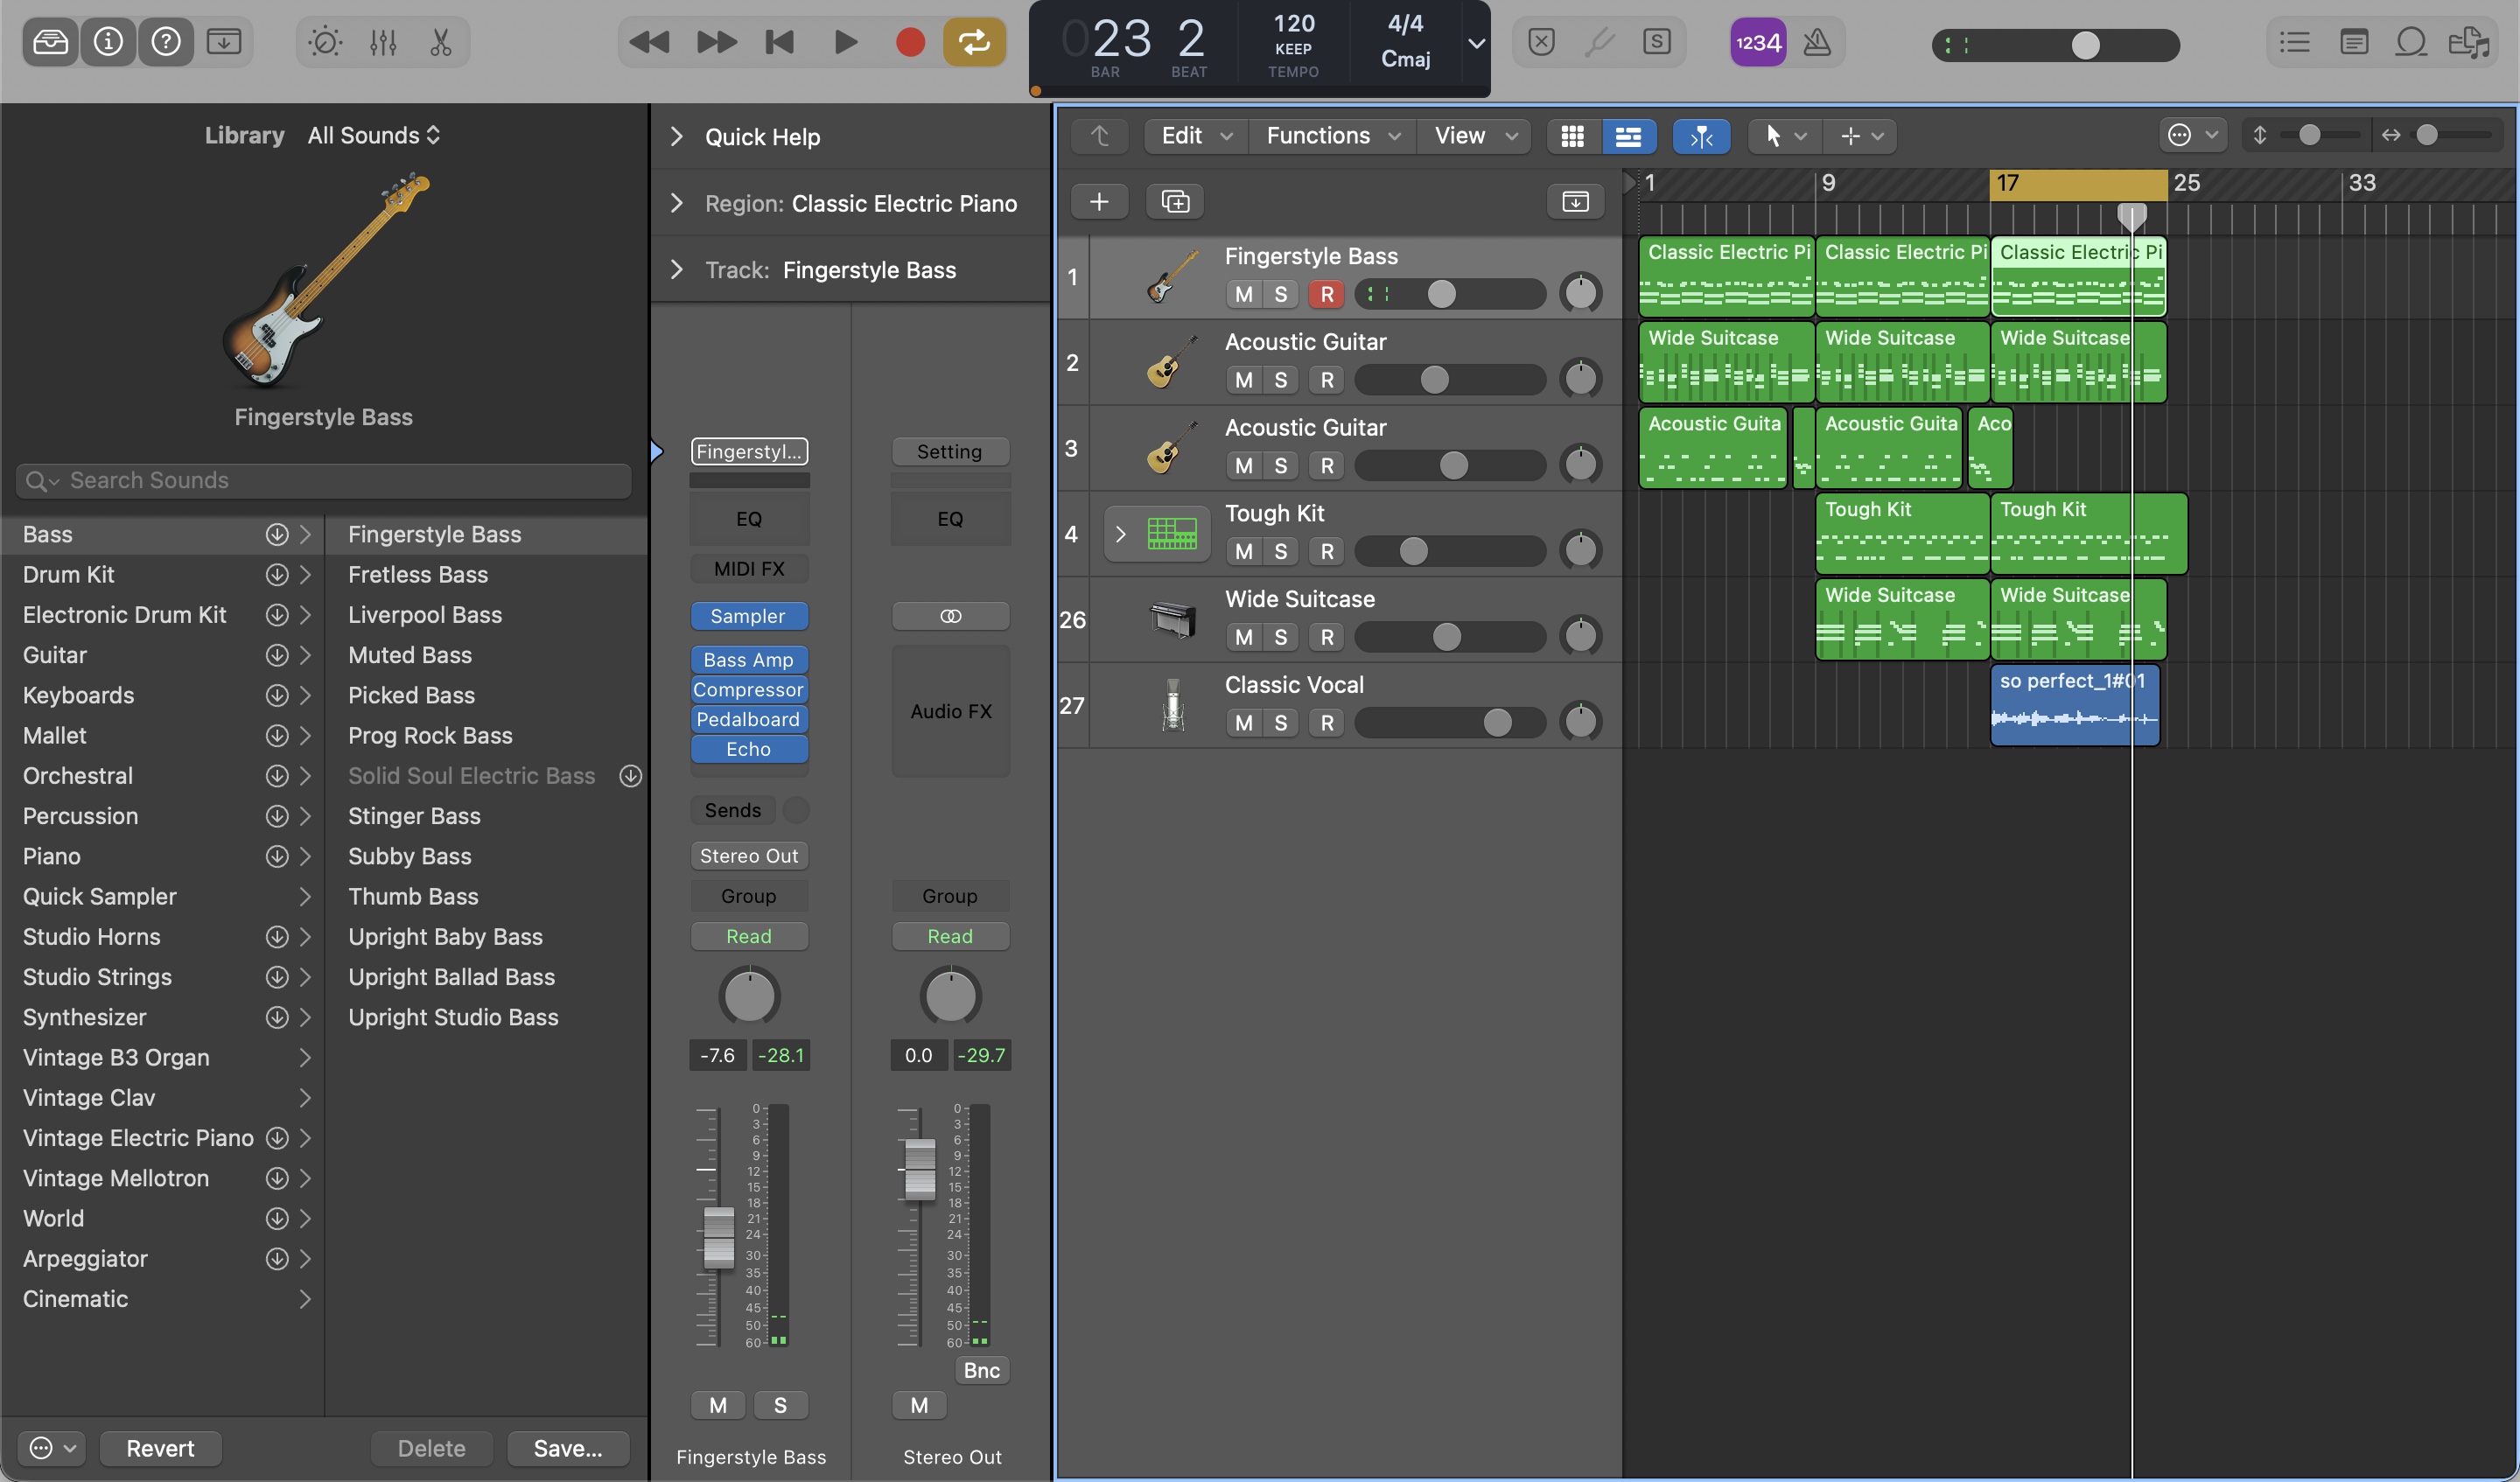 023 2
BAR BEAT
120
KEEP
TEMPO
4/4
Cmaj
S
1234
Library All Sounds
Fingerstyle Bass
Search Sounds
Bass
Drum Kit
Electronic Drum Kit
Guitar
Keyboards
Mallet
Orchestral
Percussion
Piano
Quick Sampler
Studio Horns
Studio Strings
Synthesizer
Vintage B3 Organ
Vintage Clav
Vintage Electric Piano
Vintage Mellotron
World
Arpeggiator
Cinematic
Fingerstyle Bass
Fretless Bass
Liverpool Bass
Muted Bass
Picked Bass
Prog Rock Bass
Solid Soul Electric Bass
Stinger Bass
Subby Bass
Thumb Bass
Upright Baby Bass
Upright Ballad Bass
Upright Studio Bass
Revert Delete Save...
Quick Help
Region: Classic Electric Piano
Track: Fingerstyle Bass
Fingerstyl...
EQ
MIDI FX
Sampler
Bass Amp
Compressor
Pedalboard
Echo
Sends
Stereo Out
Group
Read
-7.6 -28.1
0
3
6
9
12
15
18
21
24
30
35
40
45
50
60
M S
Fingerstyle Bass
Setting
EQ
Audio FX
Group
Read
0.0 -29.7
0
3
6
9
12
15
18
21
24
30
35
40
45
50
60
Bnc
M
Stereo Out
Edit Functions View
1 9 17 25 33
1 Fingerstyle Bass
M S R
Classic Electric Pi Classic Electric Pi Classic Electric Pi
2 Acoustic Guitar
M S R
Wide Suitcase Wide Suitcase Wide Suitcase
3 Acoustic Guitar
M S R
Acoustic Guita Acoustic Guita Aco
4 Tough Kit
M S R
Tough Kit Tough Kit
26 Wide Suitcase
M S R
Wide Suitcase Wide Suitcase
27 Classic Vocal
M S R
so perfect_1#01